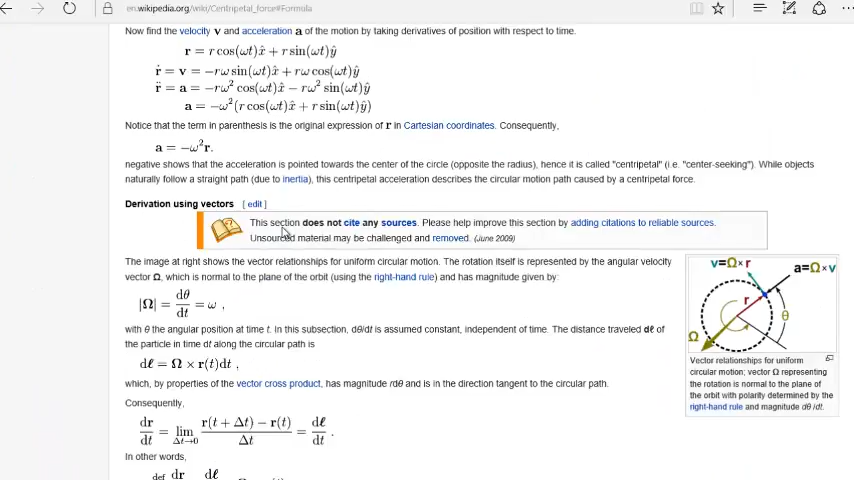 en.wikipedia.org/wiki/Centripetal_force#Formula
Now find the velocity v and acceleration a of the motion by taking derivatives of position with respect to time.
r = r cos(ωt)x̂ + r sin(ωt)ŷ
ṙ = v = −rω sin(ωt)x̂ + rω cos(ωt)ŷ
r̈ = a = −rω² cos(ωt)x̂ − rω² sin(ωt)ŷ
a = −ω²(r cos(ωt)x̂ + r sin(ωt)ŷ)
Notice that the term in parenthesis is the original expression of r in Cartesian coordinates. Consequently,
a = −ω²r.
negative shows that the acceleration is pointed towards the center of the circle (opposite the radius), hence it is called "centripetal" (i.e. "center-seeking"). While objects
naturally follow a straight path (due to inertia), this centripetal acceleration describes the circular motion path caused by a centripetal force.
Derivation using vectors [ edit ]
This section does not cite any sources. Please help improve this section by adding citations to reliable sources.
Unsourced material may be challenged and removed. (June 2009)
The image at right shows the vector relationships for uniform circular motion. The rotation itself is represented by the angular velocity
vector Ω, which is normal to the plane of the orbit (using the right-hand rule) and has magnitude given by:
|Ω| = dθ/dt = ω ,
with θ the angular position at time t. In this subsection, dθ/dt is assumed constant, independent of time. The distance traveled dℓ of
the particle in time dt along the circular path is
dℓ = Ω × r(t)dt ,
which, by properties of the vector cross product, has magnitude rdθ and is in the direction tangent to the circular path.
Consequently,
dr/dt = lim Δt→0 r(t + Δt) − r(t)/Δt = dℓ/dt .
In other words,
def dr dℓ
v=Ω×r
a=Ω×v
r
θ
Ω
Vector relationships for uniform
circular motion; vector Ω representing
the rotation is normal to the plane of
the orbit with polarity determined by the
right-hand rule and magnitude dθ /dt.